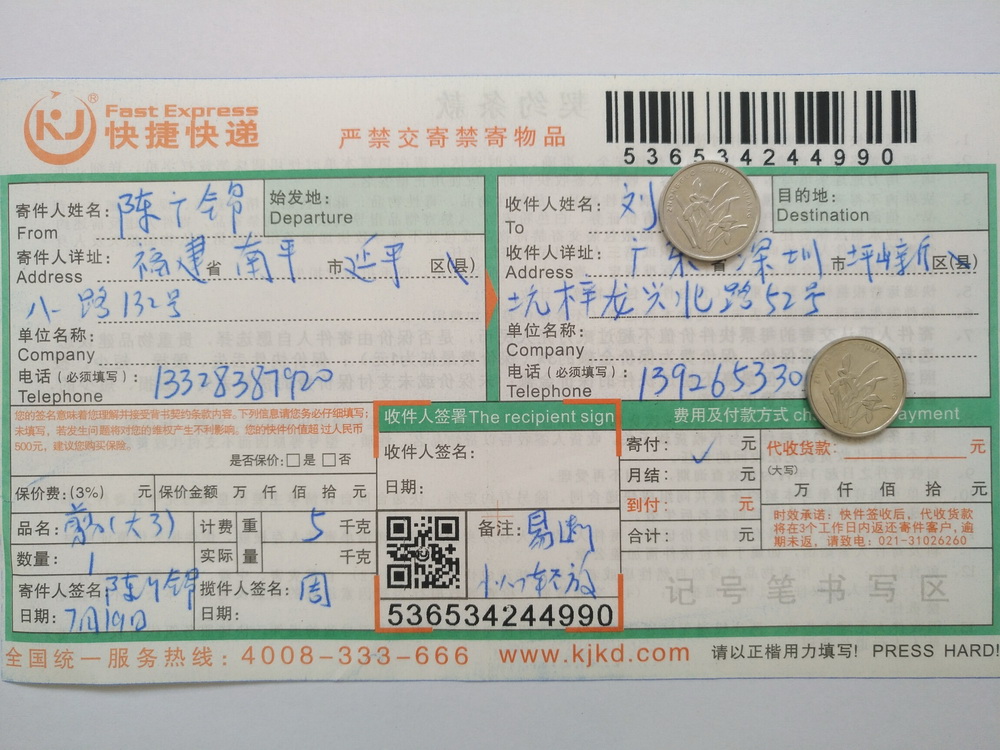 KJ ® Fast Express
快捷快递
严禁交寄禁寄物品
536534244990
寄件人姓名: 陈广锦
From
始发地:
Departure
寄件人详址: 福建省南平市延平区(县)
Address
八一路132号
单位名称:
Company
电话(必须填写): 13328387920
Telephone
收件人姓名: 刘
To
目的地:
Destination
收件人详址: 广东省深圳市坪山新区(县)
Address
坑梓龙兴北路52号
单位名称:
Company
电话(必须填写): 139265330
Telephone
您的签名意味着您理解并接受背书契约的条款内容。下列信息请您务必仔细填写;
未填写,若发生问题将对您的维权产生不利影响。您的快件价值超过人民币
500元,建议您购买保险。
是否保价: □是 □否
保价费: (3%) 元 保价金额 万 仟 佰 拾 元
品名: (大3)
计费重量 5 千克
数量: 1
实际重量 千克
寄件人签名: 陈广锦
日期: 7月19日
揽件人签名: 周
日期:
收件人签署The recipient sign
收件人签名:
日期:
备注: 易断
小心轻放
536534244990
费用及付款方式 ayment
寄付: ✓ 元
月结: 元
到付: 元
合计: 元
代收货款: 元
(大写)
万 仟 佰 拾 元
时效承诺: 快件签收后,代收货款
将在3个工作日内返还寄件客户,逾
期未返,请致电: 021-31026260
记号笔书写区
全国统一服务热线: 4008-333-666 www.kjkd.com 请以正楷用力填写! PRESS HARD!